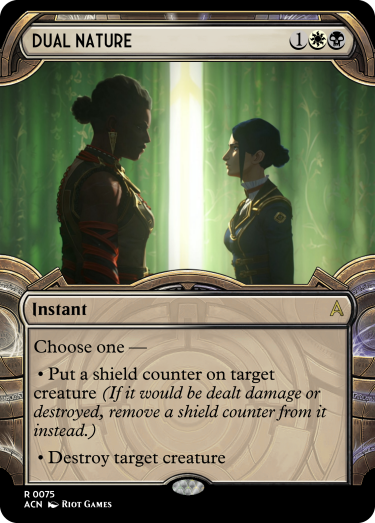 DUAL NATURE 1
Instant
Choose one —
• Put a shield counter on target
creature (If it would be dealt damage or
destroyed, remove a shield counter from it
instead.)
• Destroy target creature
R 0075
ACN RIOT GAMES